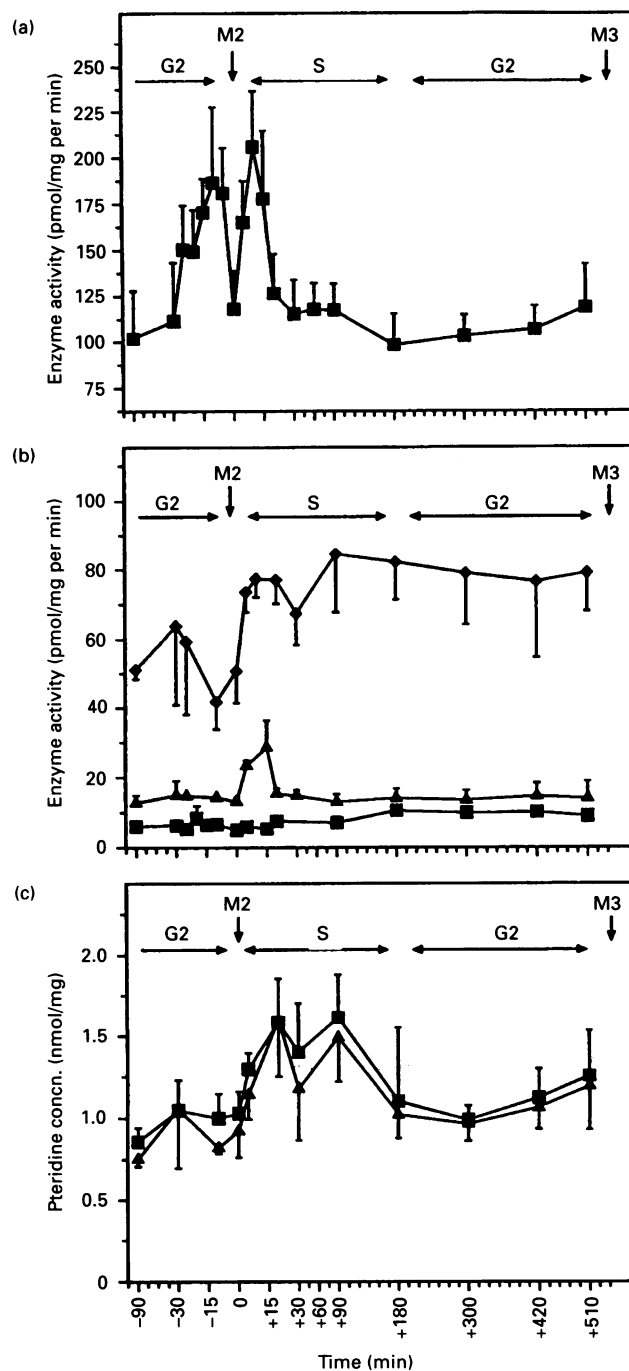 (a)
M2
M3
G2
S
G2
250
225
200
175
150
125
100
75
Enzyme activity (pmol/mg per min)
(b)
M2
M3
G2
S
G2
100
80
60
40
20
0
Enzyme activity (pmol/mg per min)
(c)
M2
M3
G2
S
G2
2.0
1.5
1.0
0.5
0
Pteridine concn. (nmol/mg)
−90
−30
−15
0
+15
+30
+60
+90
+180
+300
+420
+510
Time (min)